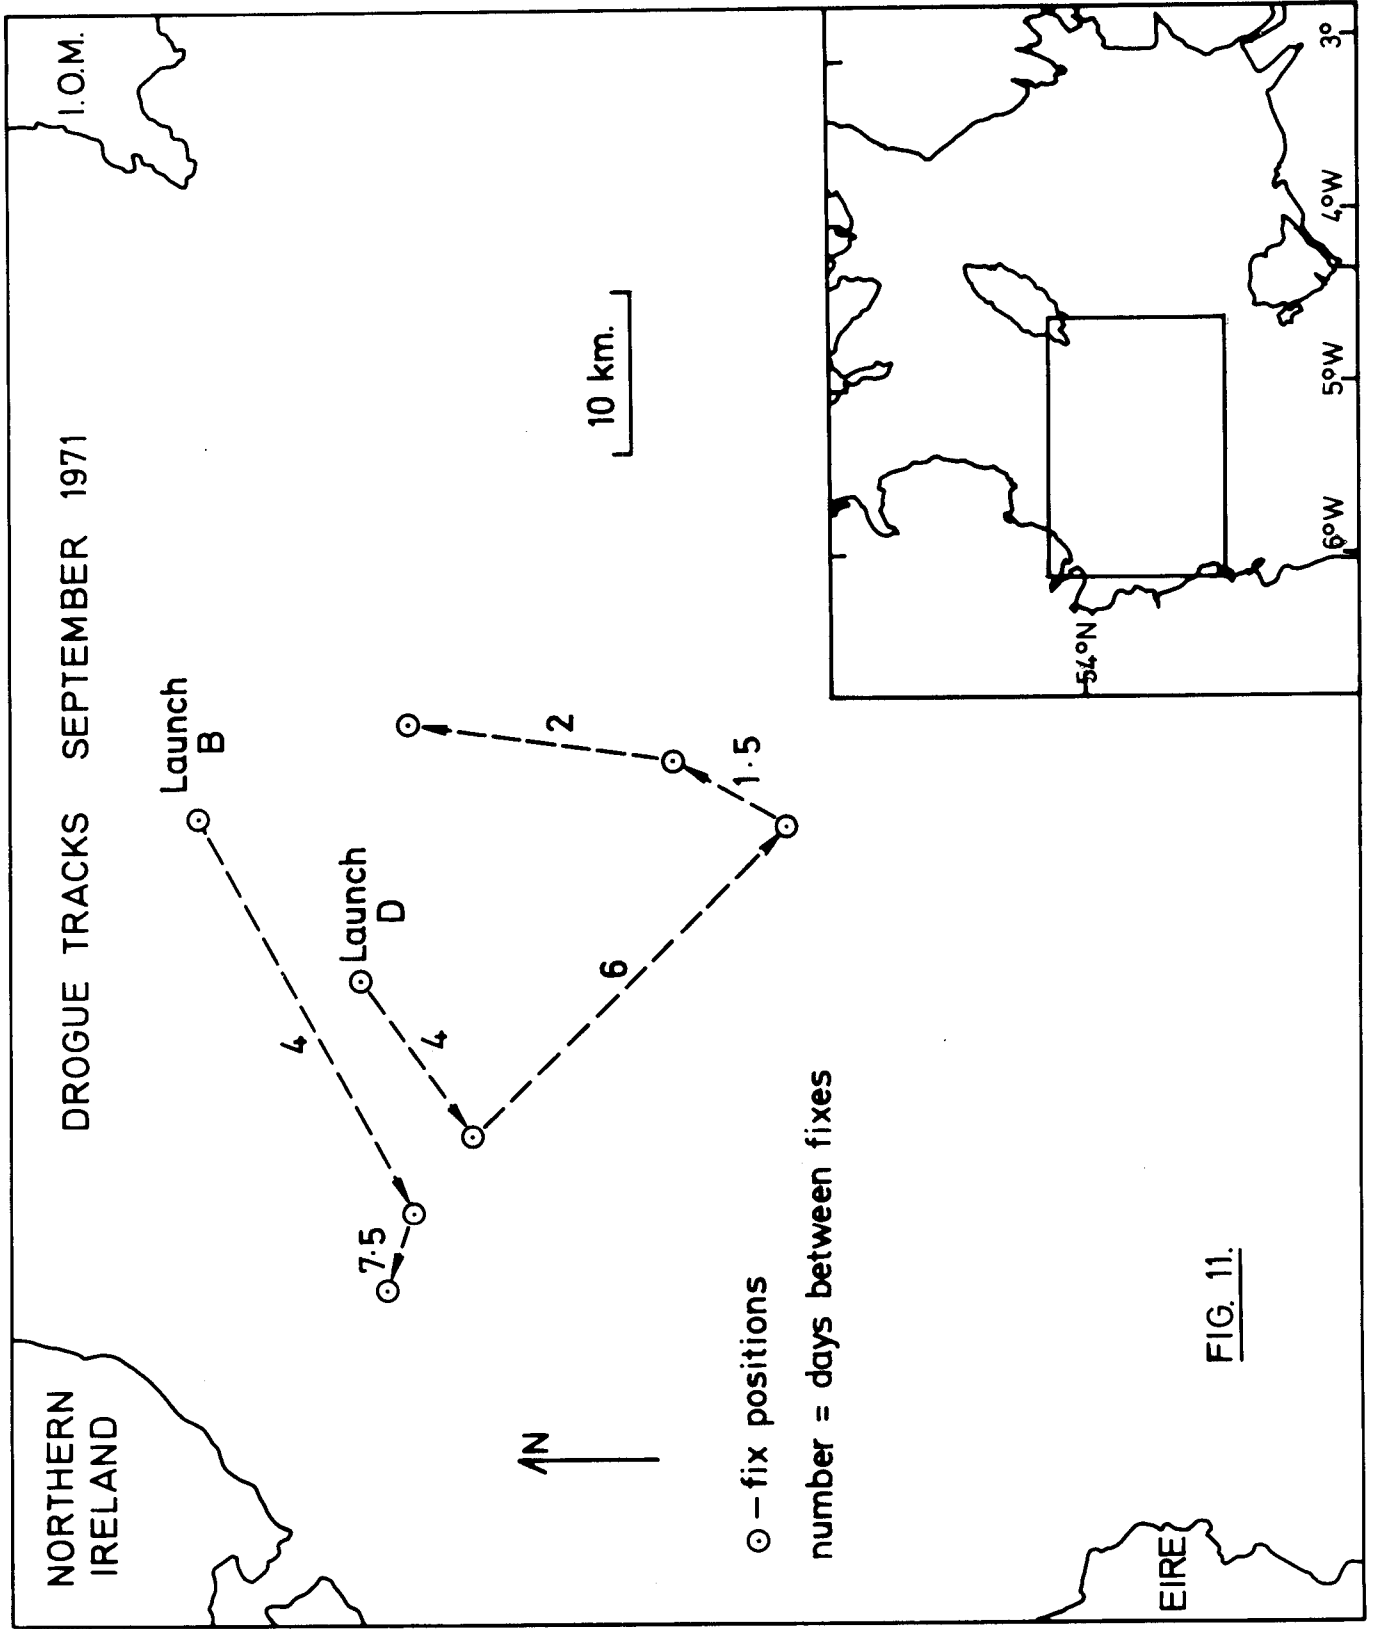 DROGUE TRACKS SEPTEMBER 1971
NORTHERN
IRELAND
I.O.M.
Launch
B
Launch
D
4
7·5
4
6
1·5
2
N
10 km.
⊙ – fix positions
number = days between fixes
EIRE
FIG. 11.
54°N
6°W
5°W
4°W
3°